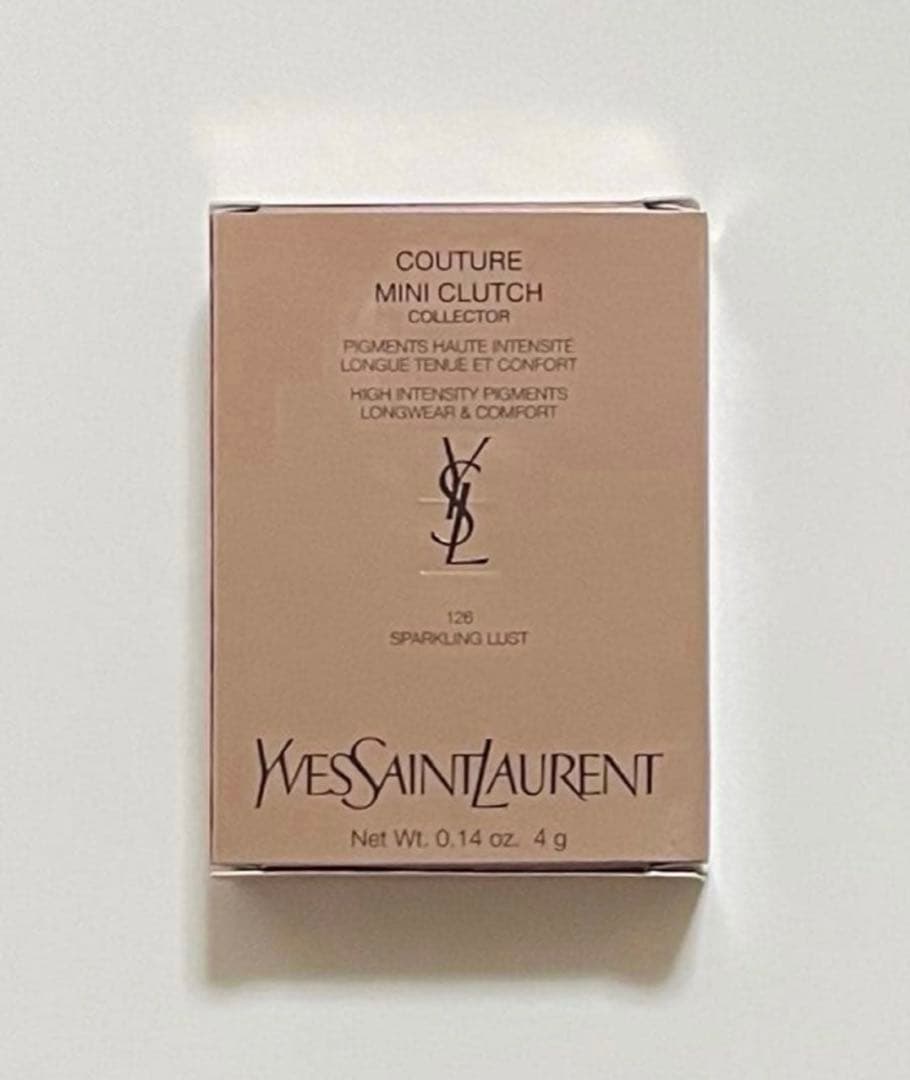 COUTURE
MINI CLUTCH
COLLECTOR
PIGMENTS HAUTE INTENSITÉ
LONGUE TENUE ET CONFORT
HIGH INTENSITY PIGMENTS
LONGWEAR & COMFORT
YSL
126
SPARKLING LUST
YVESSAINTLAURENT
Net Wt. 0.14 oz. 4 g